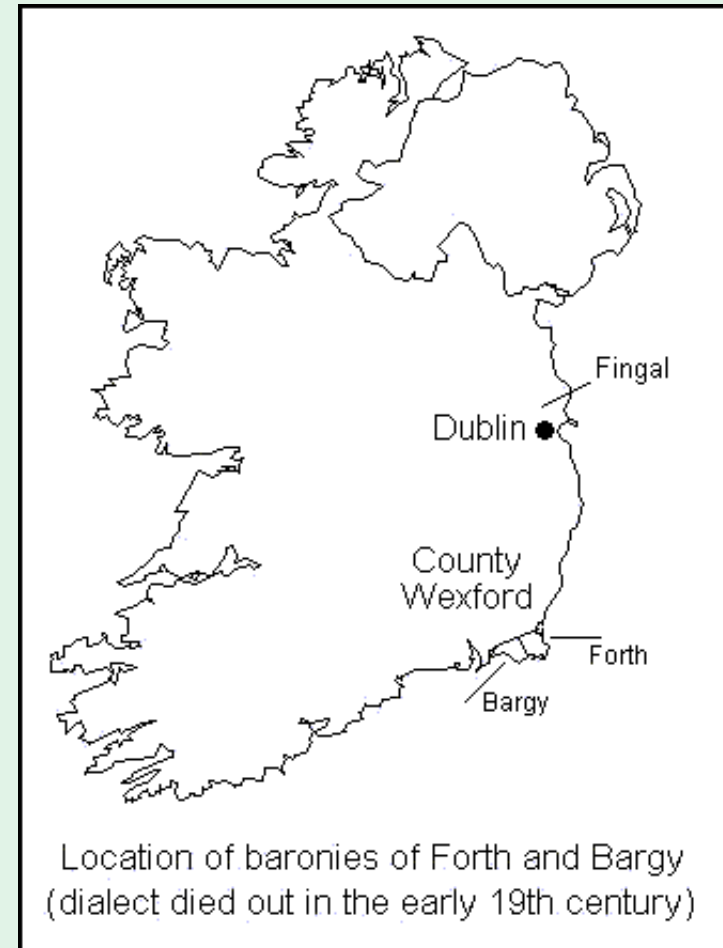 Fingal
Dublin
County
Wexford
Forth
Bargy
Location of baronies of Forth and Bargy
(dialect died out in the early 19th century)